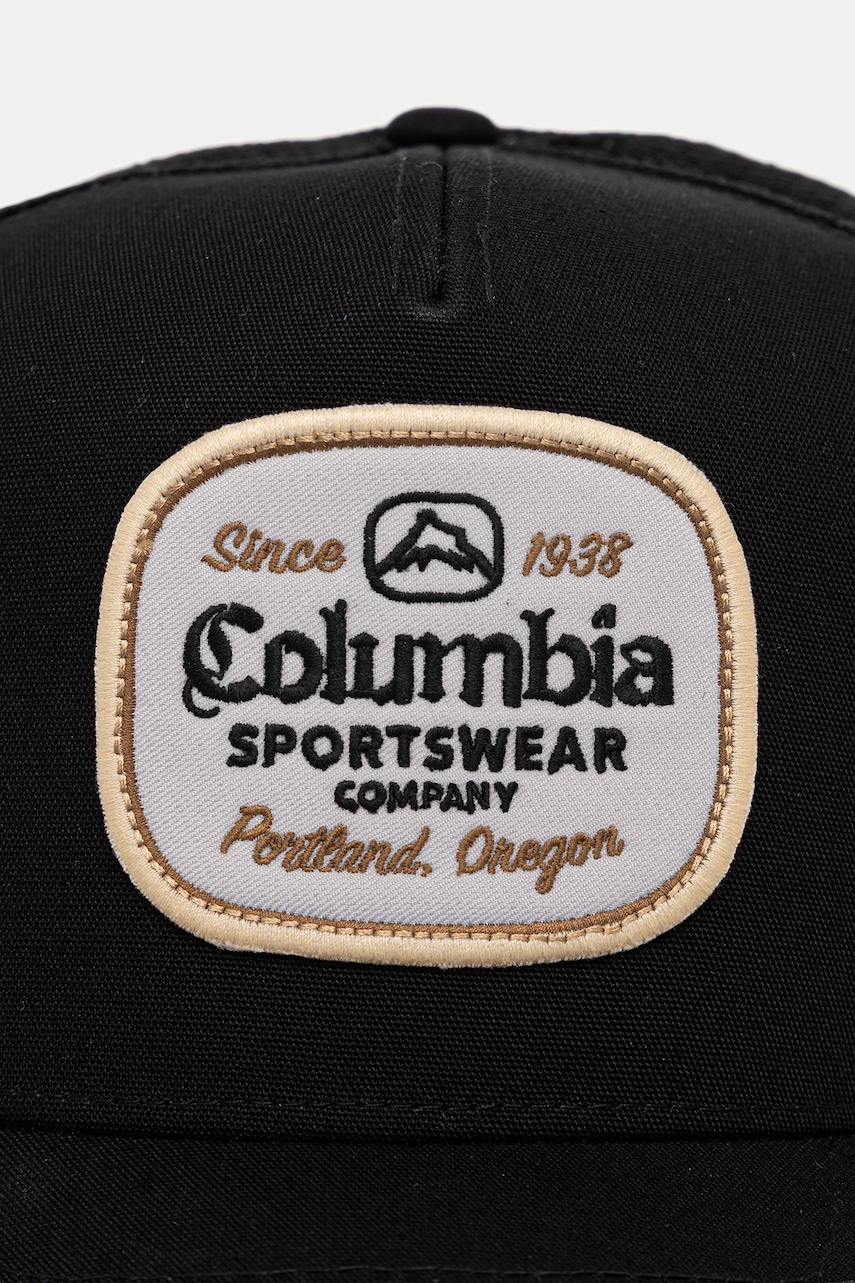 Since 1938
Columbia
SPORTSWEAR
COMPANY
Portland, Oregon